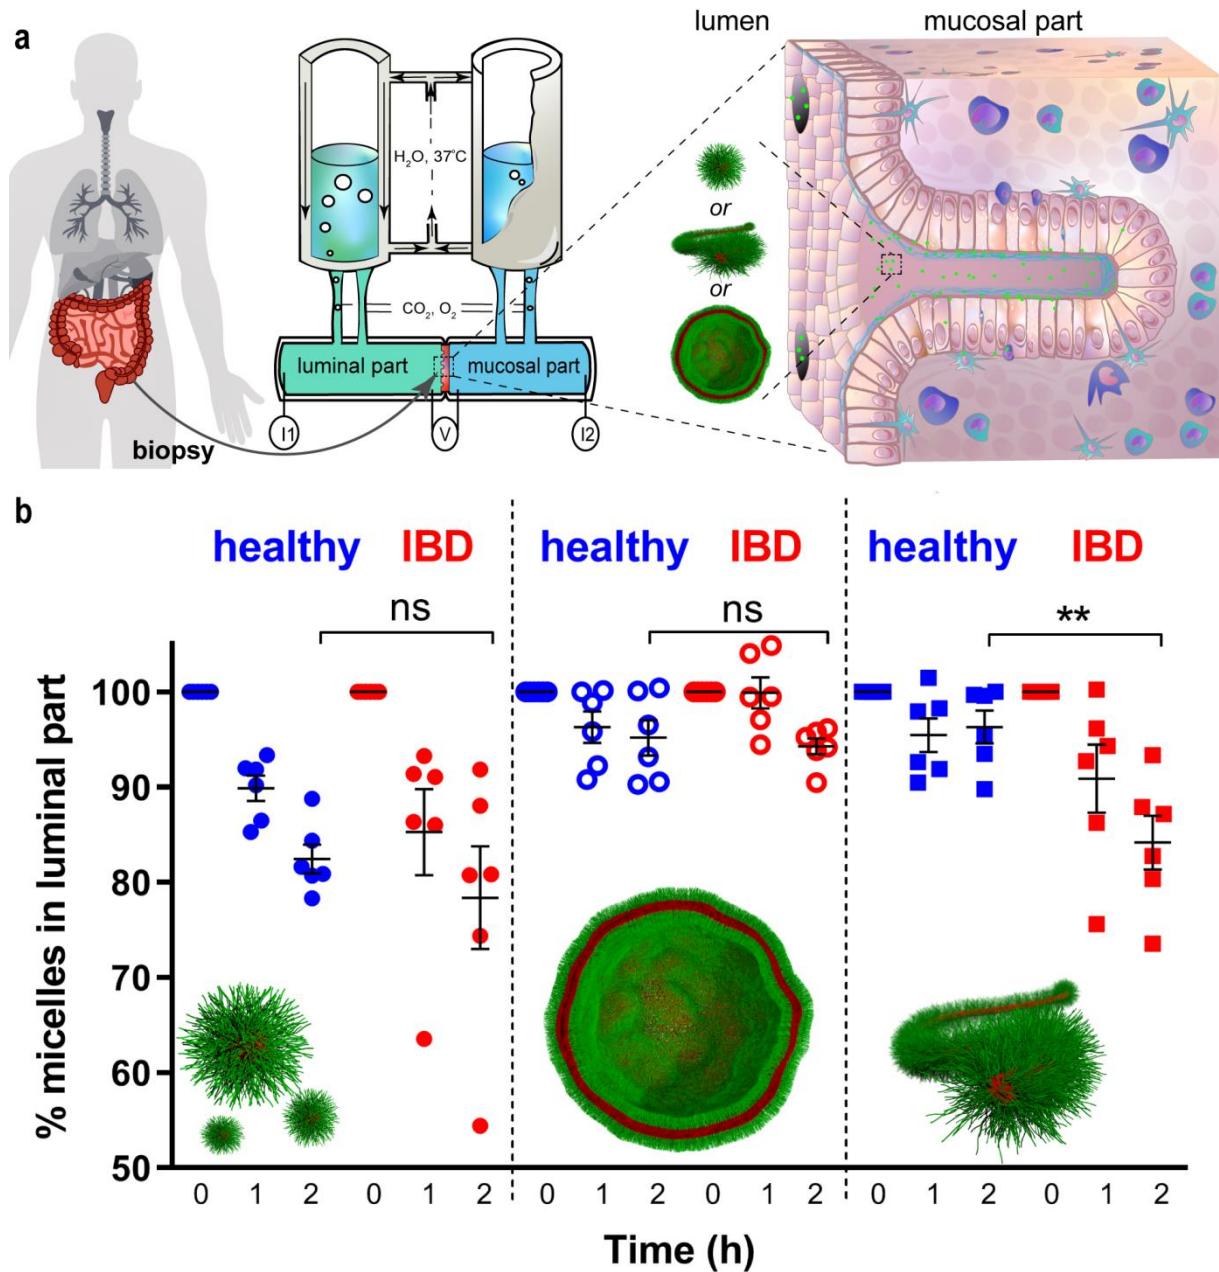 a
lumen
mucosal part
H₂O, 37°C
CO₂, O₂
luminal part
mucosal part
I1
V
I2
biopsy
or
or
b
healthy IBD
healthy IBD
healthy IBD
ns
ns
**
% micelles in luminal part
100
90
80
70
60
50
0 1 2 0 1 2
0 1 2 0 1 2
0 1 2 0 1 2
Time (h)